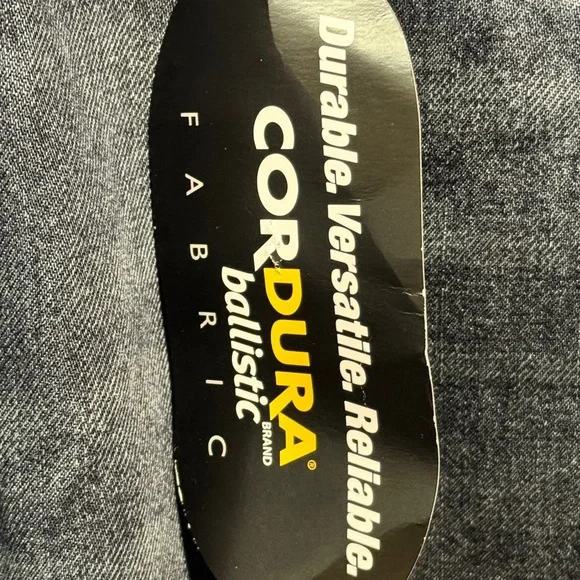 Durable. Versatile. Reliable.
CORDURA®
BRAND
ballistic
FABRIC